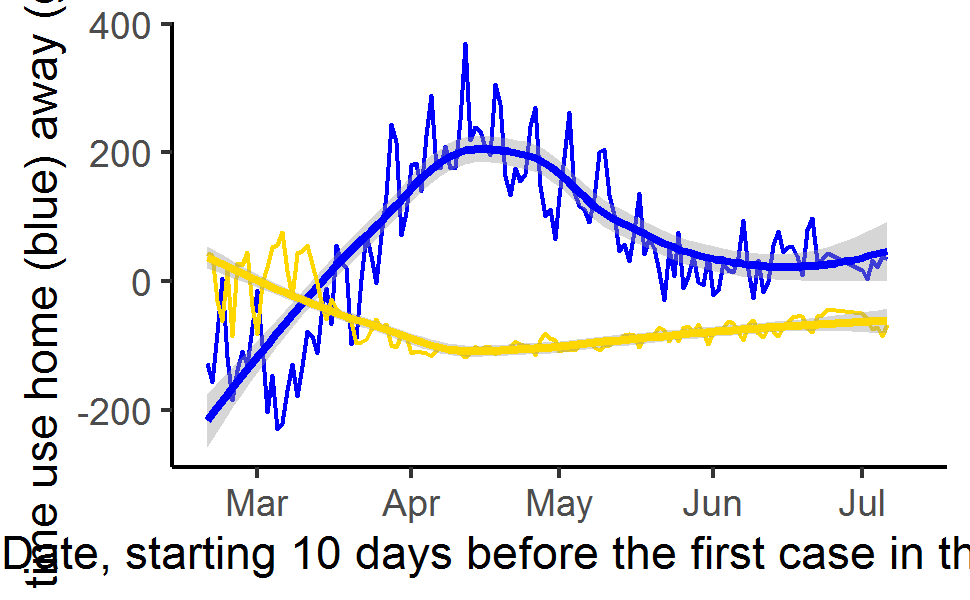 400
200
0
-200
time use home (blue) away (
Mar Apr May Jun Jul
Date, starting 10 days before the first case in th